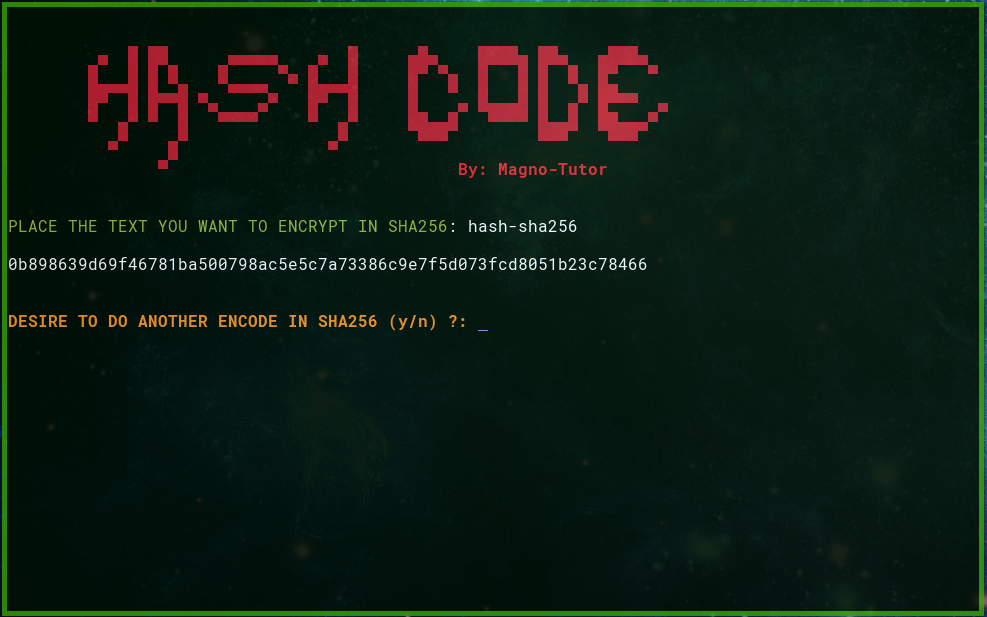 HASH CODE
By: Magno-Tutor
PLACE THE TEXT YOU WANT TO ENCRYPT IN SHA256: hash-sha256
0b898639d69f46781ba500798ac5e5c7a73386c9e7f5d073fcd8051b23c78466
DESIRE TO DO ANOTHER ENCODE IN SHA256 (y/n) ?: _